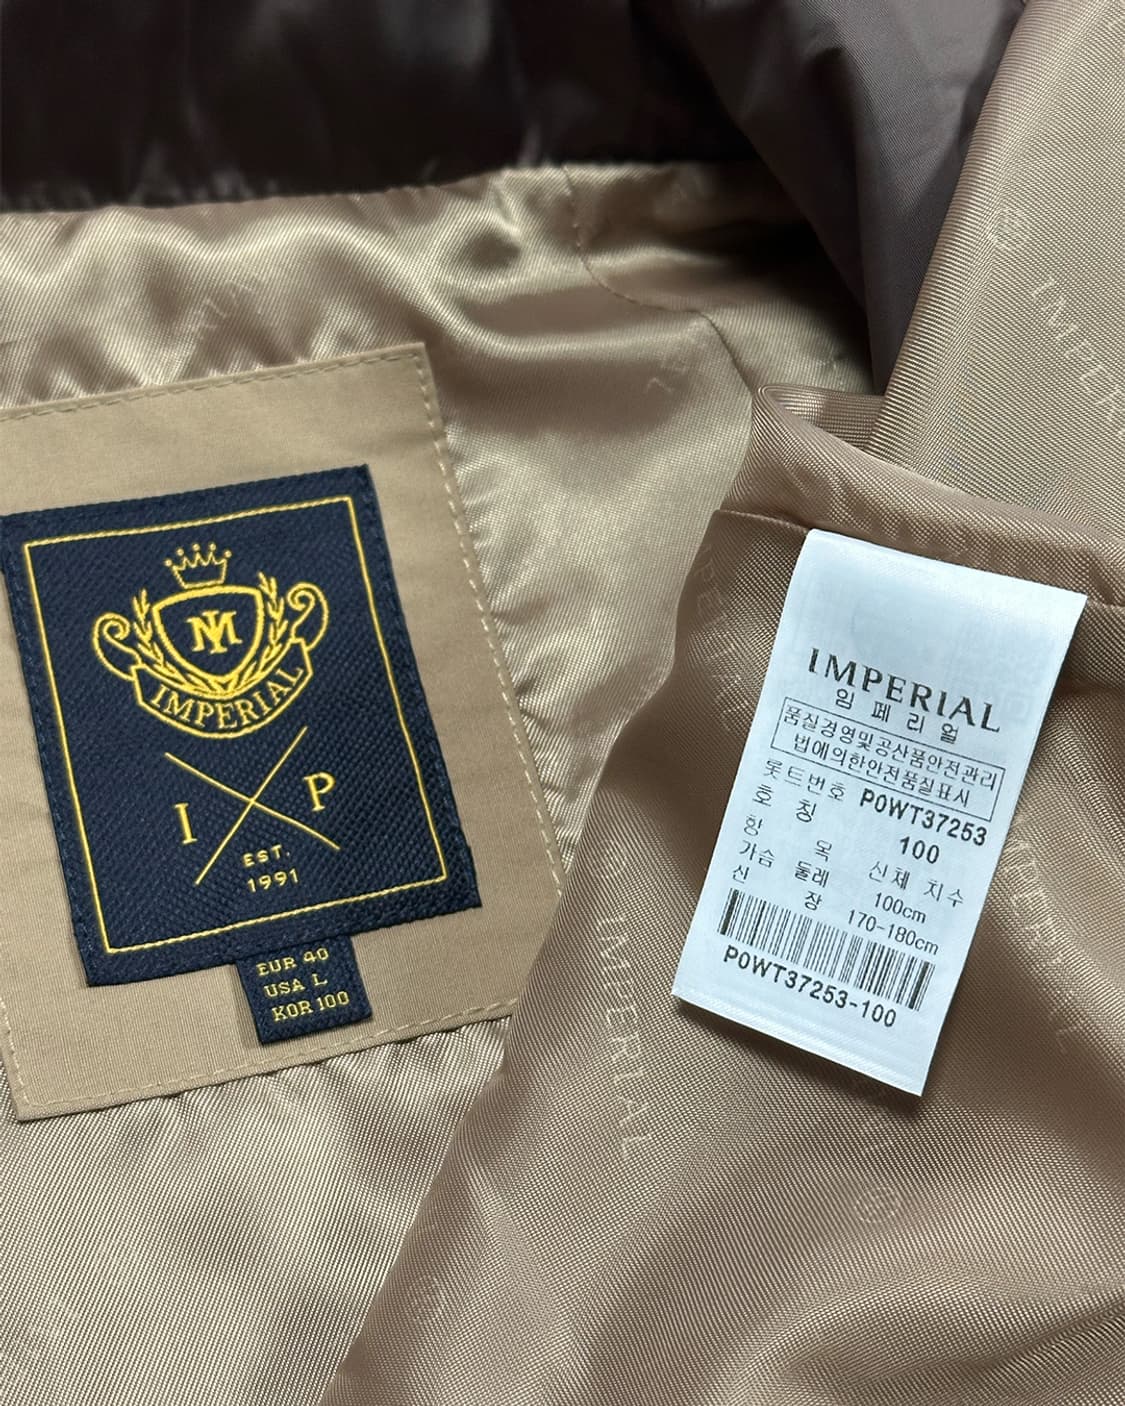 IM
IMPERIAL
I P
EST.
1991
EUR 40
USA L
KOR 100
IMPERIAL
임페리얼
품질경영및공산품안전관리
법에의한안전품질표시
롯트번호 P0WT37253
호 칭 100
항 목 신체 치수
가슴 둘레 100cm
신 장 170-180cm
P0WT37253-100
IMPERIAL
IMPERIAL